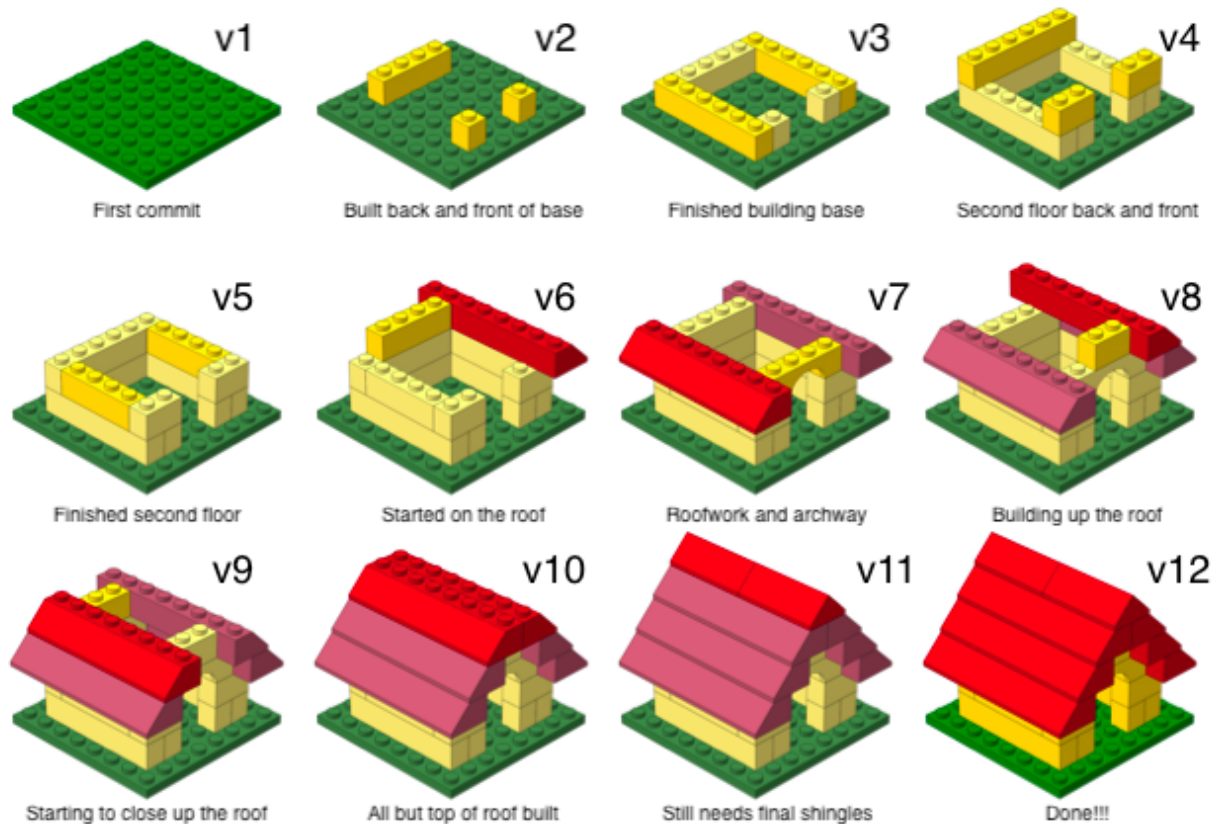 v1
First commit
v2
Built back and front of base
v3
Finished building base
v4
Second floor back and front
v5
Finished second floor
v6
Started on the roof
v7
Roofwork and archway
v8
Building up the roof
v9
Starting to close up the roof
v10
All but top of roof built
v11
Still needs final shingles
v12
Done!!!